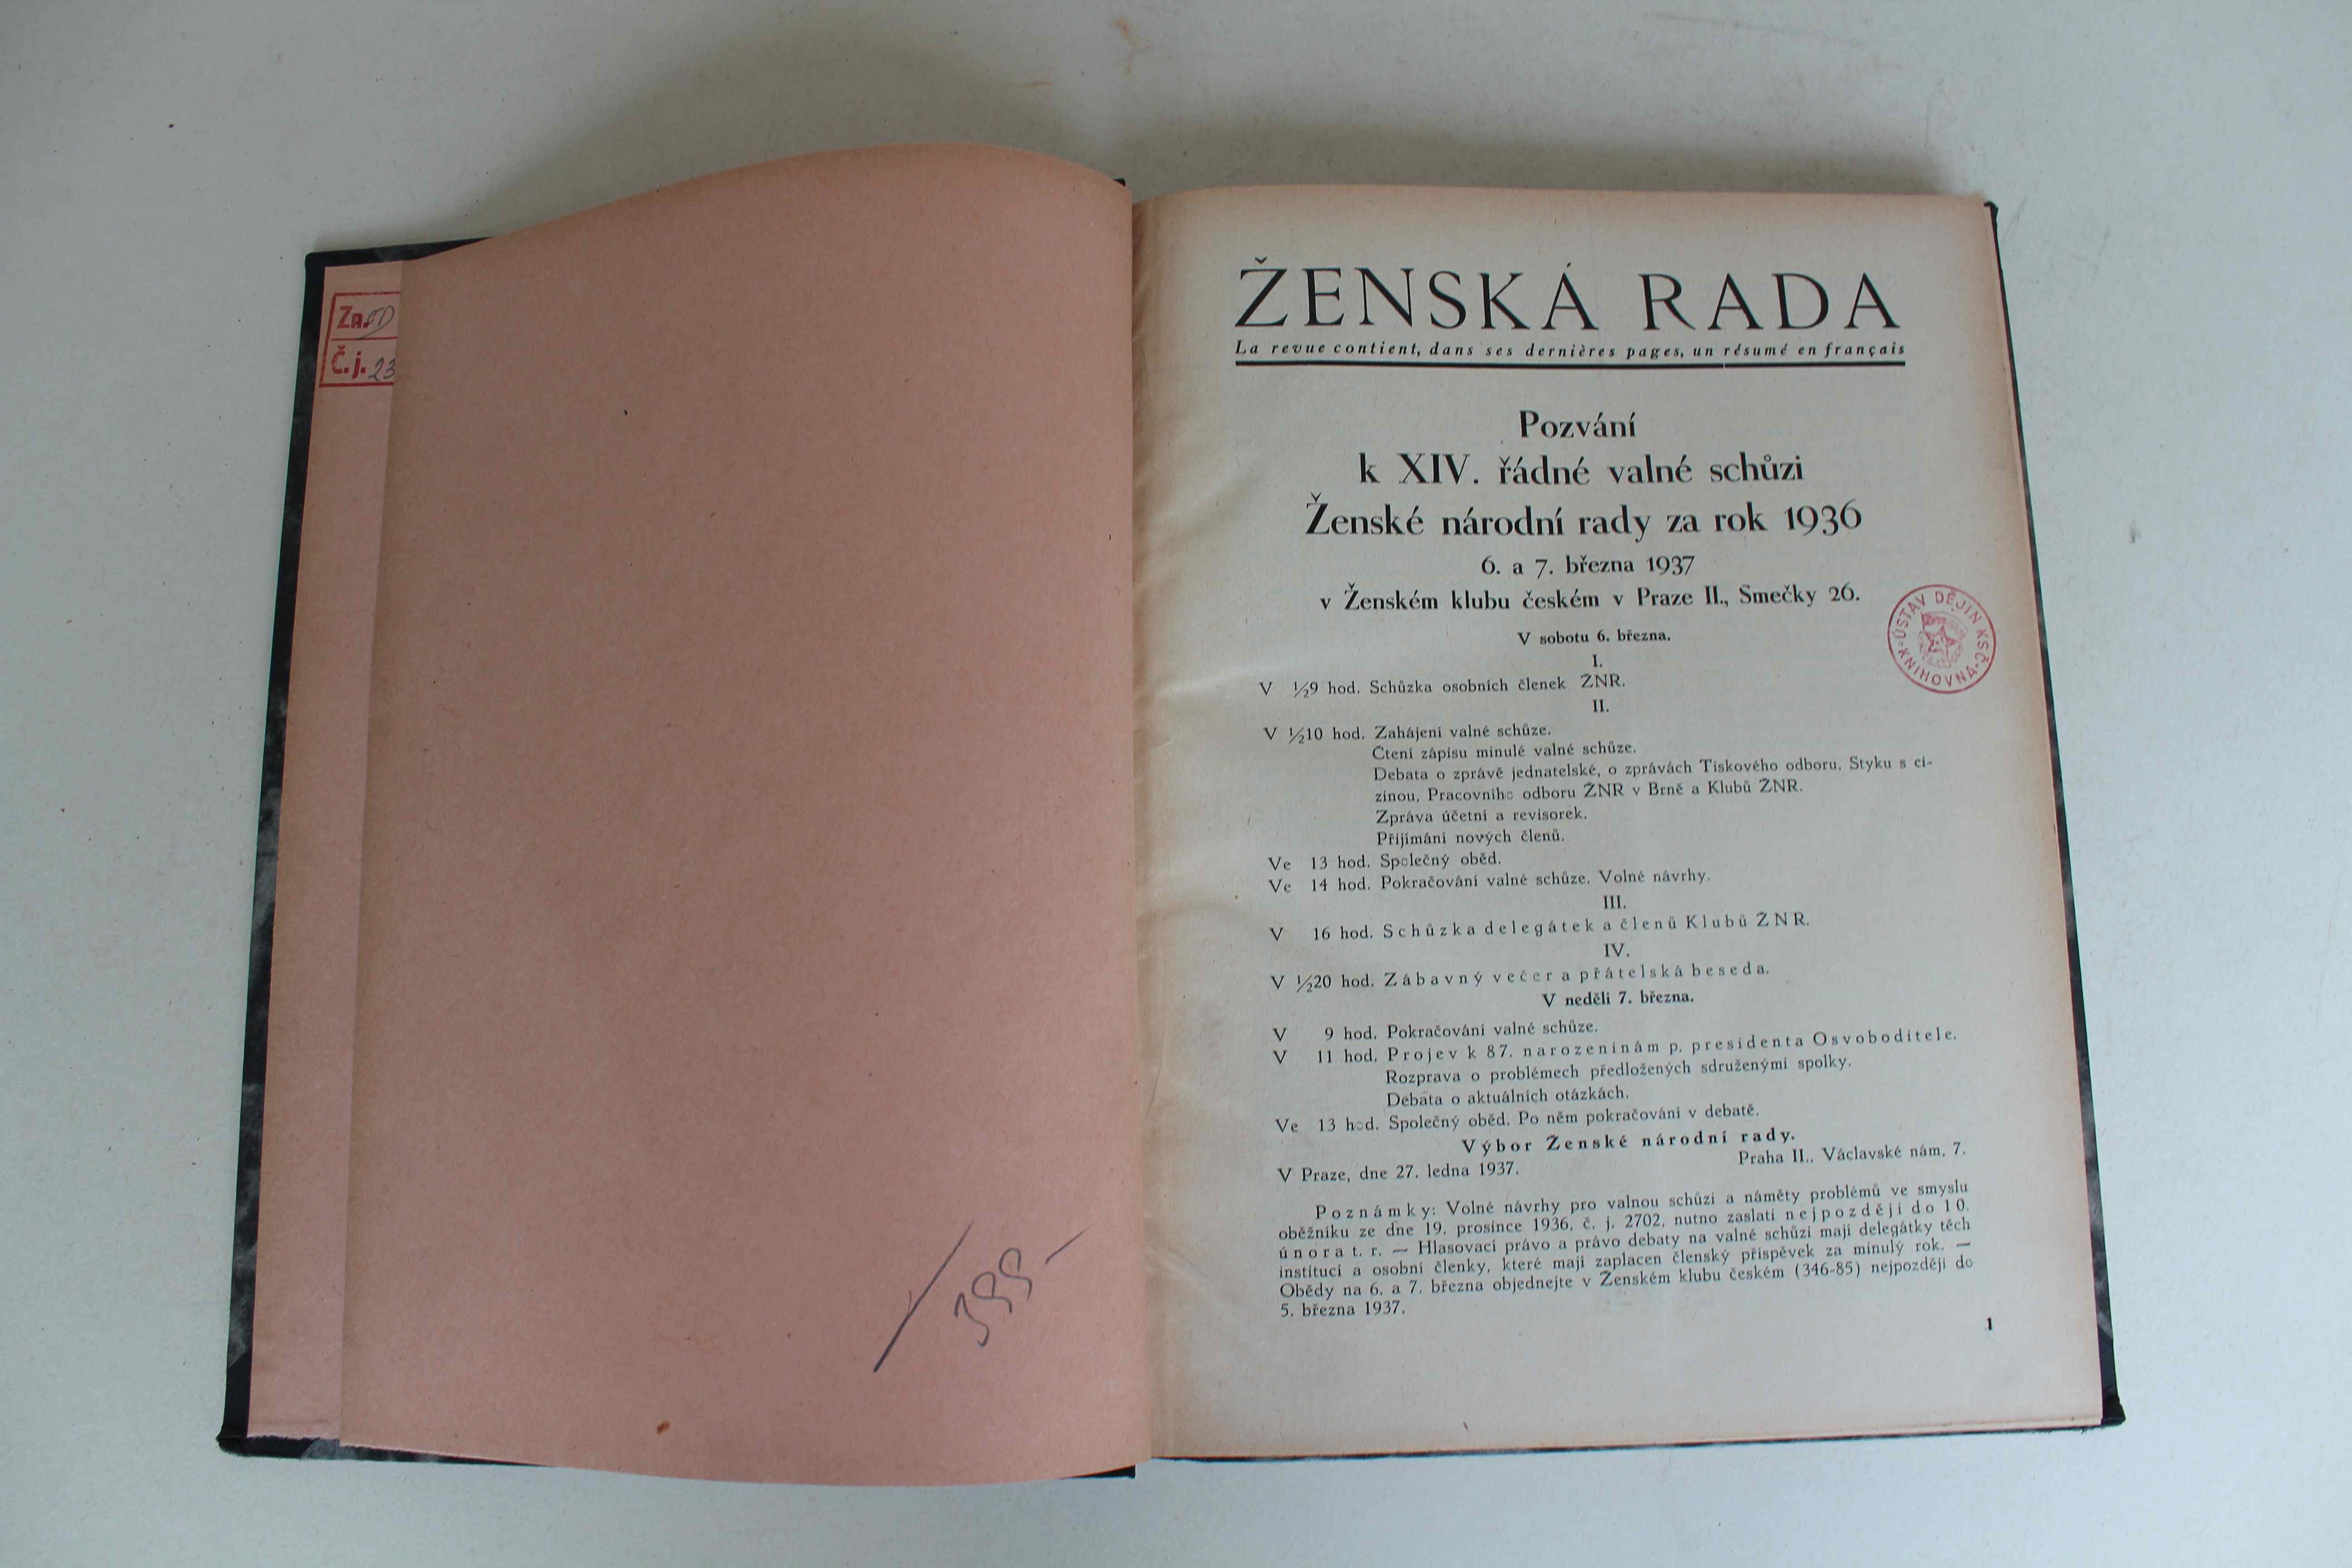 Zn.
Č. j. 23
399-
ŽENSKÁ RADA
La revue contient, dans ses dernières pages, un résumé en français
Pozvání
k XIV. řádné valné schůzi
Ženské národní rady za rok 1936
6. a 7. března 1937
v Ženském klubu českém v Praze II., Smečky 26.
ÚSTAV DĚJIN KSČ • KNIHOVNA •
V sobotu 6. března.
I.
V ½9 hod. Schůzka osobních členek ŽNR.
II.
V ½10 hod. Zahájení valné schůze.
Čtení zápisu minulé valné schůze.
Debata o zprávě jednatelské, o zprávách Tiskového odboru, Styku s ci-
zinou, Pracovního odboru ŽNR v Brně a Klubů ŽNR.
Zpráva účetní a revisorek.
Přijímání nových členů.
Ve 13 hod. Společný oběd.
Ve 14 hod. Pokračování valné schůze. Volné návrhy.
III.
V 16 hod. Schůzka delegátek a členů Klubů ŽNR.
IV.
V ½20 hod. Zábavný večer a přátelská beseda.
V neděli 7. března.
V 9 hod. Pokračování valné schůze.
V 11 hod. Projev k 87. narozeninám p. presidenta Osvoboditele.
Rozprava o problémech předložených sdruženými spolky.
Debata o aktuálních otázkách.
Ve 13 hod. Společný oběd. Po něm pokračování v debatě.
Výbor Ženské národní rady.
V Praze, dne 27. ledna 1937. Praha II., Václavské nám. 7.
Poznámky: Volné návrhy pro valnou schůzi a náměty problémů ve smyslu
oběžníku ze dne 19. prosince 1936, č. j. 2702, nutno zaslati nejpozději do 10.
února t. r. — Hlasovací právo a právo debaty na valné schůzi mají delegátky těch
institucí a osobní členky, které mají zaplacen členský příspěvek za minulý rok. —
Obědy na 6. a 7. března objednejte v Ženském klubu českém (346-85) nejpozději do
5. března 1937.
1